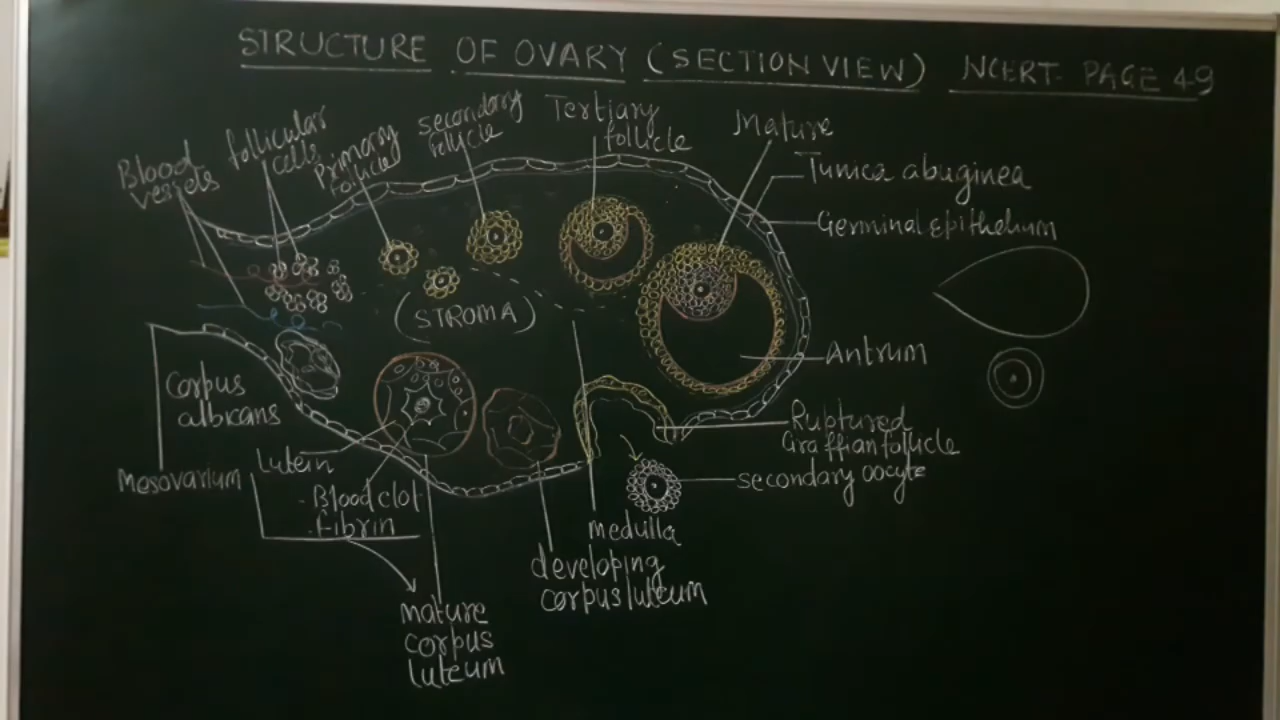 STRUCTURE OF OVARY (SECTION VIEW) NCERT- PAGE 49
Blood
vessels
follicular
cells
Primary
follicle
secondary
follicle
Tertiary
follicle
Mature
Tunica abuginea
Germinal Epithelium
(STROMA)
Antrum
Corpus
albicans
Ruptured
Graffian follicle
secondary oocyte
Mesovarium
Lutein
- Blood clot
- Fibrin
medulla
developing
corpus luteum
mature
corpus
luteum